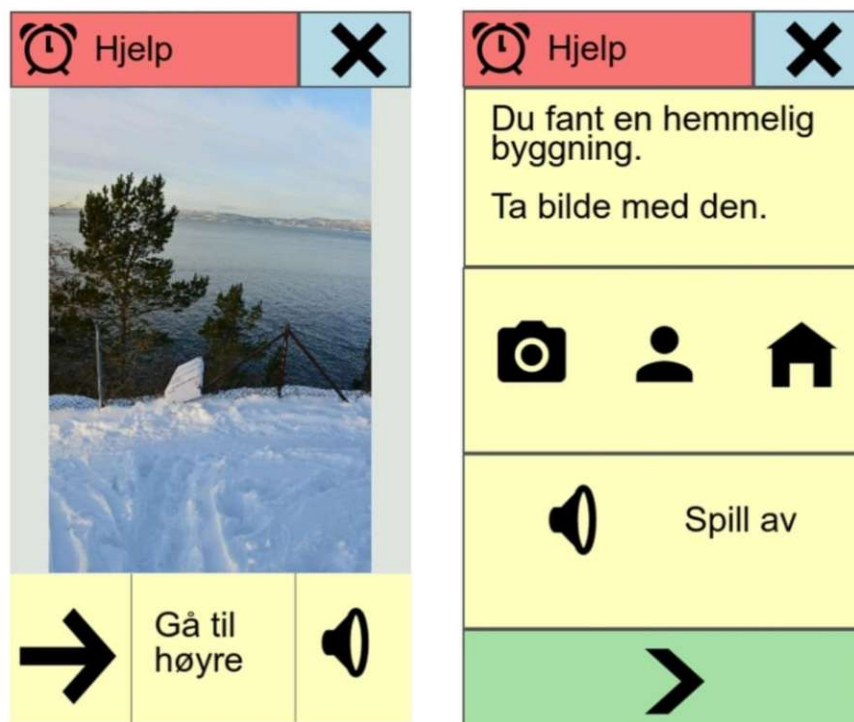 Hjelp
Gå til
høyre
Hjelp
Du fant en hemmelig
byggning.
Ta bilde med den.
Spill av